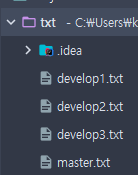 txt - C:₩Users₩k
.idea
develop1.txt
develop2.txt
develop3.txt
master.txt